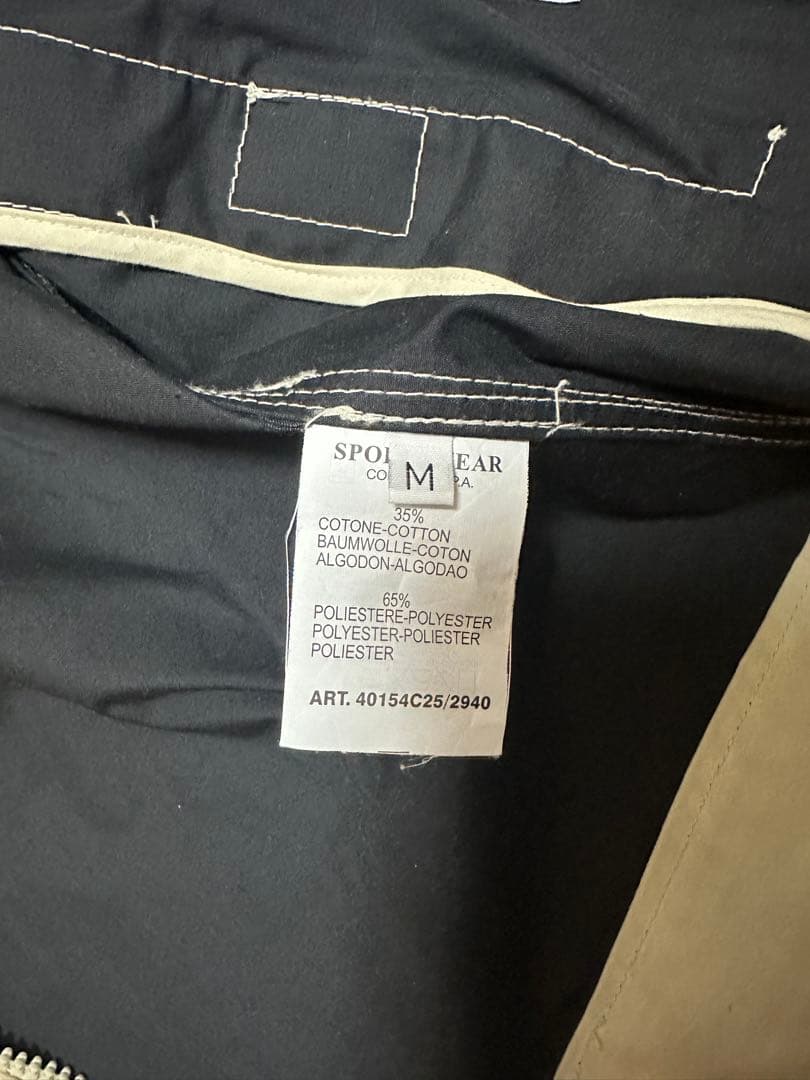 M
35%
COTONE-COTTON
BAUMWOLLE-COTON
ALGODON-ALGODAO
65%
POLIESTERE-POLYESTER
POLYESTER-POLIESTER
POLIESTER
ART. 40154C25/2940